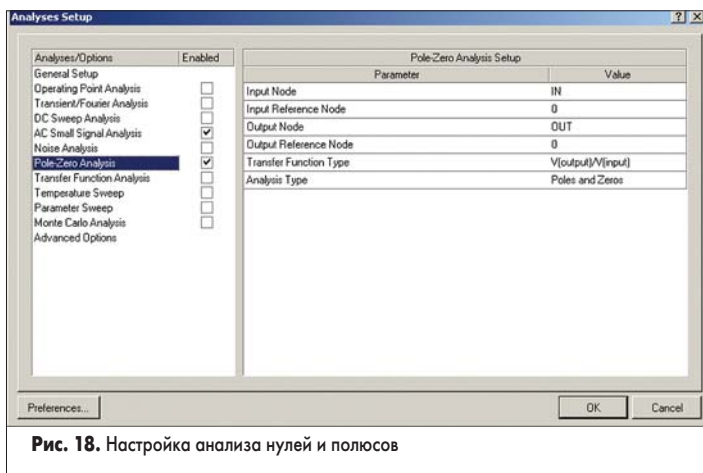 Analyses Setup
Analyses/Options Enabled
General Setup
Operating Point Analysis
Transient/Fourier Analysis
DC Sweep Analysis
AC Small Signal Analysis
Noise Analysis
Pole-Zero Analysis
Transfer Function Analysis
Temperature Sweep
Parameter Sweep
Monte Carlo Analysis
Advanced Options
Pole-Zero Analysis Setup
Parameter Value
Input Node IN
Input Reference Node 0
Output Node OUT
Output Reference Node 0
Transfer Function Type V(output)/V(input)
Analysis Type Poles and Zeros
Preferences... OK Cancel
Рис. 18. Настройка анализа нулей и полюсов